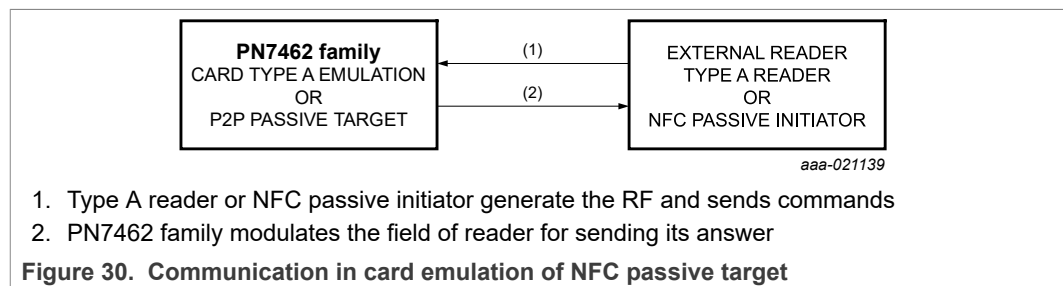 PN7462 family
CARD TYPE A EMULATION
OR
P2P PASSIVE TARGET
(1)
(2)
EXTERNAL READER
TYPE A READER
OR
NFC PASSIVE INITIATOR
aaa-021139
1. Type A reader or NFC passive initiator generate the RF and sends commands
2. PN7462 family modulates the field of reader for sending its answer
Figure 30. Communication in card emulation of NFC passive target